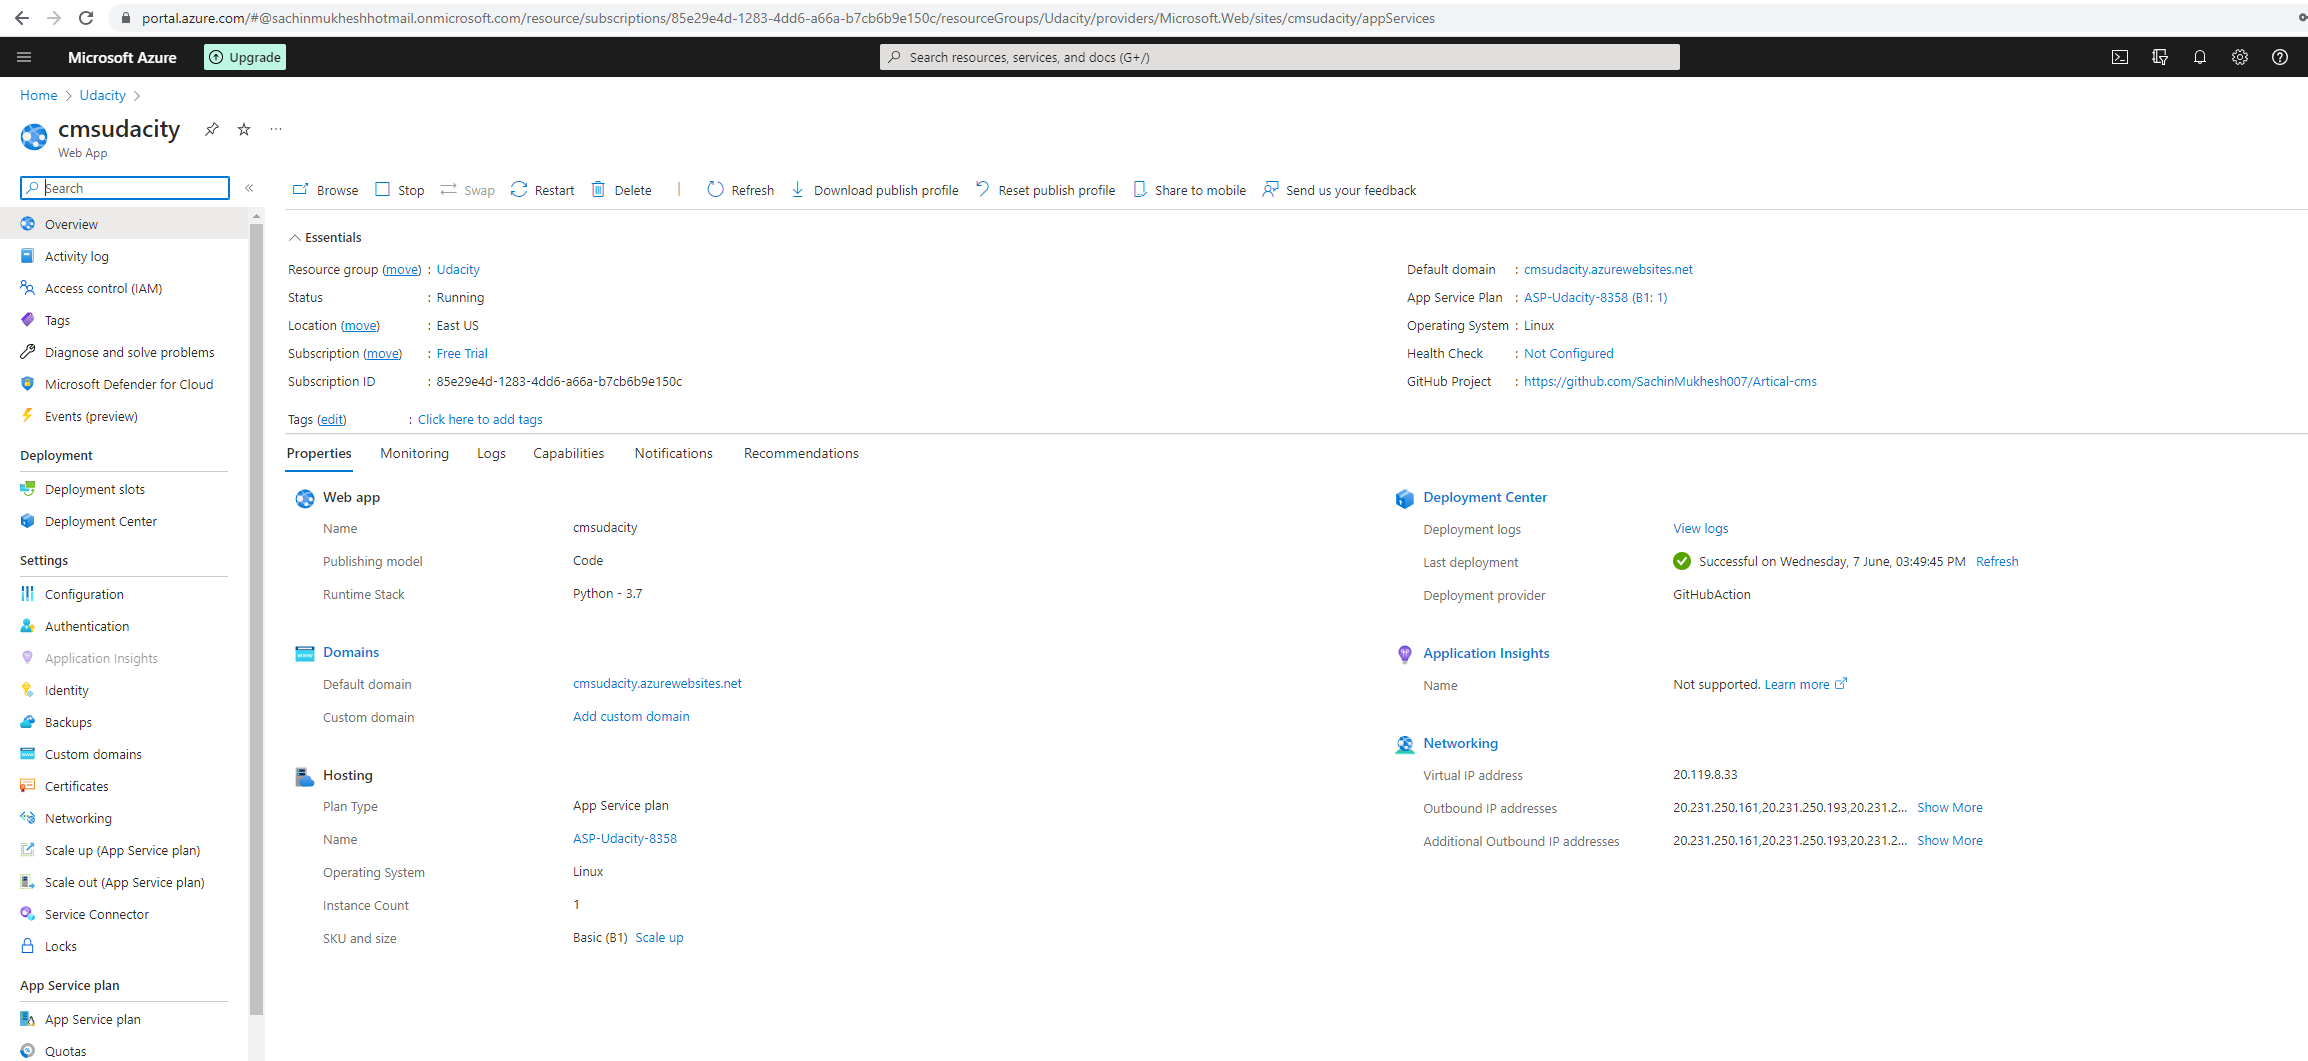 portal.azure.com/#@sachinmukheshhotmail.onmicrosoft.com/resource/subscriptions/85e29e4d-1283-4dd6-a66a-b7cb6b9e150c/resourceGroups/Udacity/providers/Microsoft.Web/sites/cmsudacity/appServices
Microsoft Azure Upgrade Search resources, services, and docs (G+/)
Home > Udacity >
cmsudacity ...
Web App
Search «
Browse Stop Swap Restart Delete | Refresh Download publish profile Reset publish profile Share to mobile Send us your feedback
Overview
Activity log
Access control (IAM)
Tags
Diagnose and solve problems
Microsoft Defender for Cloud
Events (preview)
Deployment
Deployment slots
Deployment Center
Settings
Configuration
Authentication
Application Insights
Identity
Backups
Custom domains
Certificates
Networking
Scale up (App Service plan)
Scale out (App Service plan)
Service Connector
Locks
App Service plan
App Service plan
Quotas
Essentials
Resource group (move) : Udacity
Status : Running
Location (move) : East US
Subscription (move) : Free Trial
Subscription ID : 85e29e4d-1283-4dd6-a66a-b7cb6b9e150c
Tags (edit) : Click here to add tags
Default domain : cmsudacity.azurewebsites.net
App Service Plan : ASP-Udacity-8358 (B1: 1)
Operating System : Linux
Health Check : Not Configured
GitHub Project : https://github.com/SachinMukhesh007/Artical-cms
Properties Monitoring Logs Capabilities Notifications Recommendations
Web app
Name cmsudacity
Publishing model Code
Runtime Stack Python - 3.7
Domains
Default domain cmsudacity.azurewebsites.net
Custom domain Add custom domain
Hosting
Plan Type App Service plan
Name ASP-Udacity-8358
Operating System Linux
Instance Count 1
SKU and size Basic (B1) Scale up
Deployment Center
Deployment logs View logs
Last deployment Successful on Wednesday, 7 June, 03:49:45 PM Refresh
Deployment provider GitHubAction
Application Insights
Name Not supported. Learn more
Networking
Virtual IP address 20.119.8.33
Outbound IP addresses 20.231.250.161,20.231.250.193,20.231.2... Show More
Additional Outbound IP addresses 20.231.250.161,20.231.250.193,20.231.2... Show More